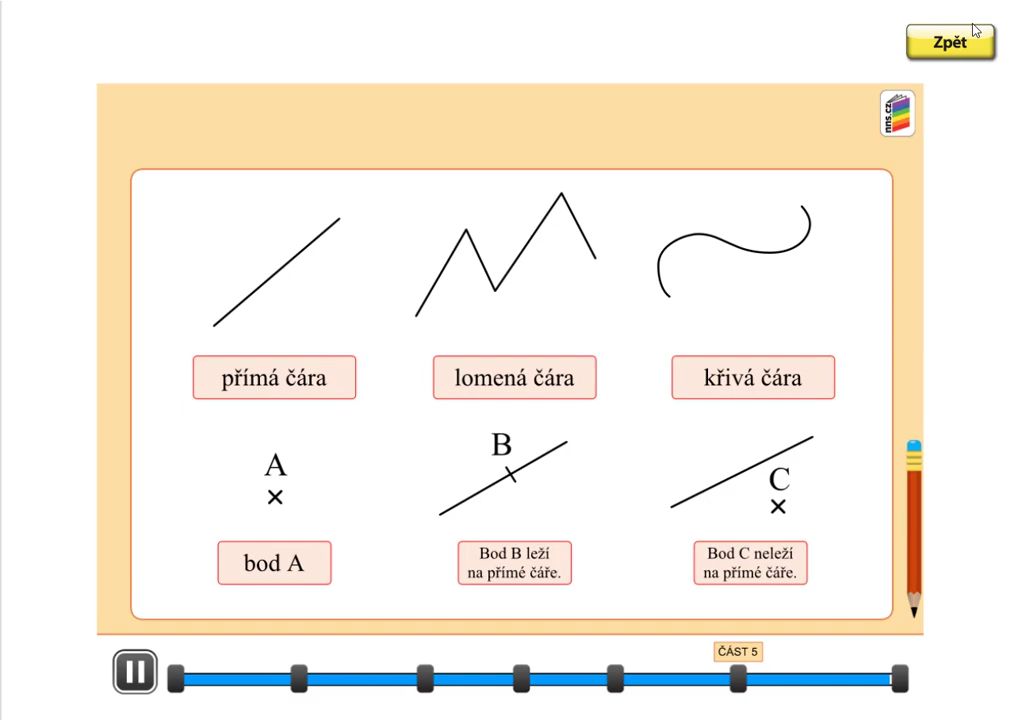 Zpět
nns.cz
přímá čára
lomená čára
křivá čára
A
B
C
bod A
Bod B leží
na přímé čáře.
Bod C neleží
na přímé čáře.
ČÁST 5